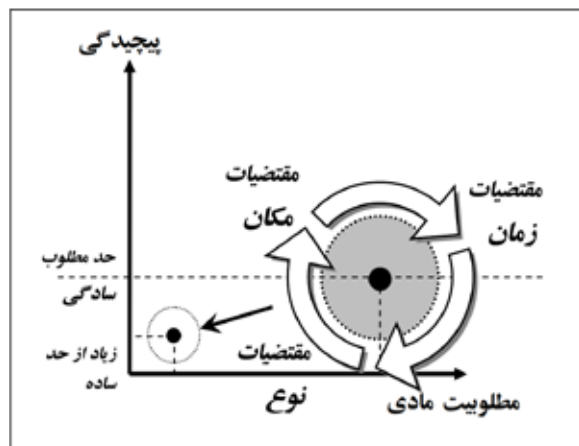 پیچیدگی
مقتضیات
مکان
مقتضیات
زمان
حد مطلوب
سادگی
زیاد از حد
ساده
مقتضیات
نوع
مطلوبیت مادی